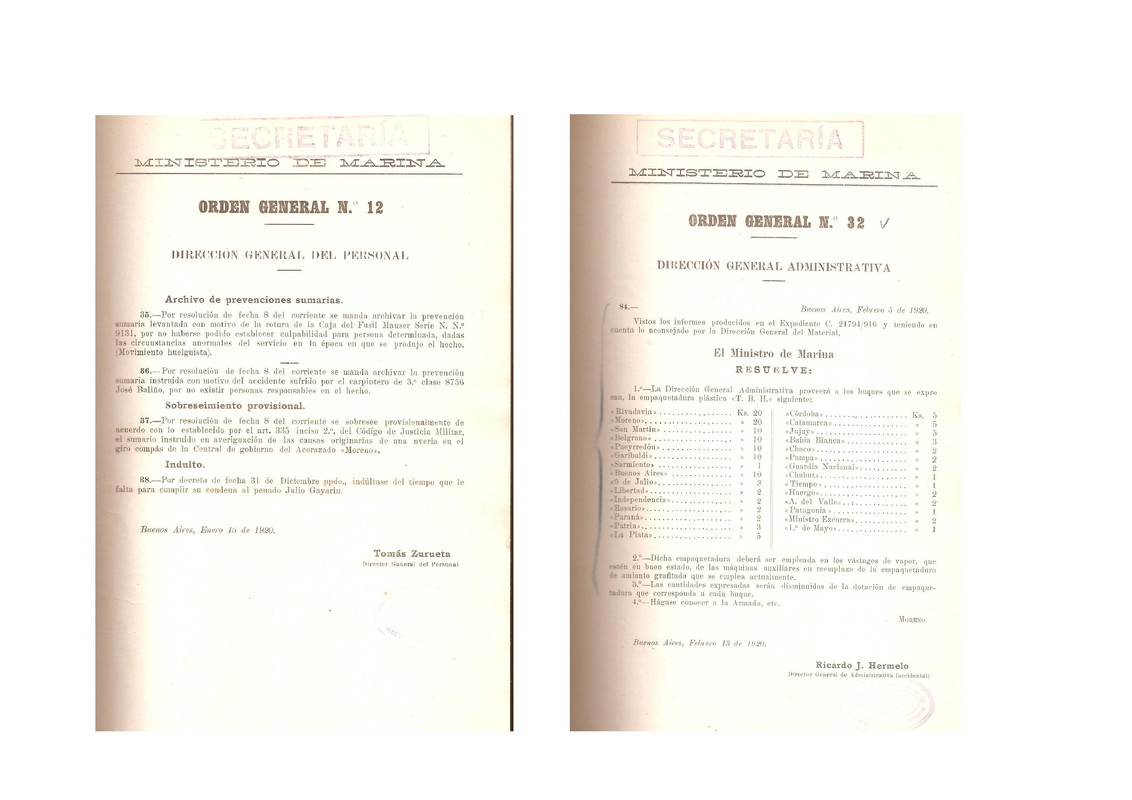 SECRETARÍA
MINISTERIO DE MARINA
ORDEN GENERAL N.º 12
DIRECCIÓN GENERAL DEL PERSONAL
Archivo de prevenciones sumarias.
35.—Por resolución de fecha 8 del corriente se manda archivar la prevención
sumaria levantada con motivo de la rotura de la Caja del Fusil Mauser Serie N. N.º
9131, por no haberse podido establecer culpabilidad para persona determinada, dadas
las circunstancias anormales del servicio en la época en que se produjo el hecho.
(Movimiento huelguista).
36.—Por resolución de fecha 8 del corriente se manda archivar la prevención
sumaria instruida con motivo del accidente sufrido por el carpintero de 3.ª clase 8756
José Baliño, por no existir personas responsables en el hecho.
Sobreseimiento provisional.
37.—Por resolución de fecha 8 del corriente se sobresee provisionalmente de
acuerdo con lo establecido por el art. 335 inciso 2.º, del Código de Justicia Militar,
el sumario instruido en averiguación de las causas originarias de una avería en el
giro compás de la Central de gobierno del Acorazado «Moreno».
Indulto.
38.—Por decreto de fecha 31 de Diciembre ppdo., indúltase del tiempo que le
falta para cumplir su condena al penado Julio Gayarín.
Buenos Aires, Enero 15 de 1920.
Tomás Zurueta
Director General del Personal
SECRETARÍA
MINISTERIO DE MARINA
ORDEN GENERAL N.º 32
DIRECCIÓN GENERAL ADMINISTRATIVA
84.—
Buenos Aires, Febrero 5 de 1920.
Vistos los informes producidos en el Expediente C. 21794/916 y teniendo en
cuenta lo aconsejado por la Dirección General del Material,
El Ministro de Marina
RESUELVE:
1.º—La Dirección General Administrativa proveerá a los buques que se expre
san, la empaquetadura plástica «T. B. H.» siguiente:
«Rivadavia» Ks. 20
«Moreno» » 20
«San Martín» » 10
«Belgrano» » 10
«Pueyrredón» » 10
«Garibaldi» » 10
«Sarmiento» » 1
«Buenos Aires» » 10
«9 de Julio» » 3
«Libertad» » 2
«Independencia» » 2
«Rosario» » 2
«Paraná» » 2
«Patria» » 3
«La Plata» » 5
«Córdoba» Ks. 5
«Catamarca» » 5
«Jujuy» » 5
«Bahía Blanca» » 3
«Chaco» » 2
«Pampa» » 2
«Guardia Nacional» » 2
«Chubut» » 1
«Tiempo» » 1
«Huergo» » 2
«A. del Valle» » 2
«Patagonia» » 1
«Ministro Ezcurra» » 2
«1.º de Mayo» » 1
2.º—Dicha empaquetadura deberá ser empleada en los vástages de vapor, que
estén en buen estado, de las máquinas auxiliares en reemplazo de la empaquetadura
de amianto grafitada que se emplea actualmente.
3.º—Las cantidades expresadas serán disminuidas de la dotación de empaque-
tadura que corresponda a cada buque.
4.º—Hágase conocer a la Armada, etc.
MORENO.
Buenos Aires, Febrero 13 de 1920.
Ricardo J. Hermelo
Director General de Administrativa (accidental)